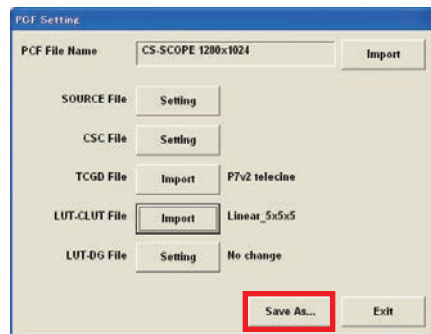 PCF Setting
PCF File Name CS-SCOPE 1280x1024 Import
SOURCE File Setting
CSC File Setting
TCGD File Import P7v2 telecine
LUT-CLUT File Import Linear_5x5x5
LUT-DG File Setting No change
Save As... Exit